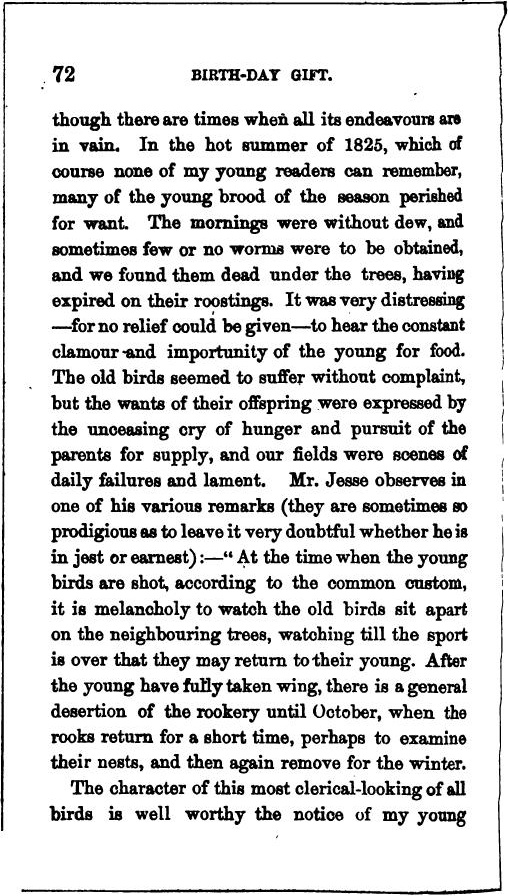 72 BIRTH-DAY GIFT.
though there are times when all its endeavours are
in vain. In the hot summer of 1825, which of
course none of my young readers can remember,
many of the young brood of the season perished
for want. The mornings were without dew, and
sometimes few or no worms were to be obtained,
and we found them dead under the trees, having
expired on their roostings. It was very distressing
—for no relief could be given—to hear the constant
clamour and importunity of the young for food.
The old birds seemed to suffer without complaint,
but the wants of their offspring were expressed by
the unceasing cry of hunger and pursuit of the
parents for supply, and our fields were scenes of
daily failures and lament. Mr. Jesse observes in
one of his various remarks (they are sometimes so
prodigious as to leave it very doubtful whether he is
in jest or earnest):—“At the time when the young
birds are shot, according to the common custom,
it is melancholy to watch the old birds sit apart
on the neighbouring trees, watching till the sport
is over that they may return to their young. After
the young have fully taken wing, there is a general
desertion of the rookery until October, when the
rooks return for a short time, perhaps to examine
their nests, and then again remove for the winter.
The character of this most clerical-looking of all
birds is well worthy the notice of my young